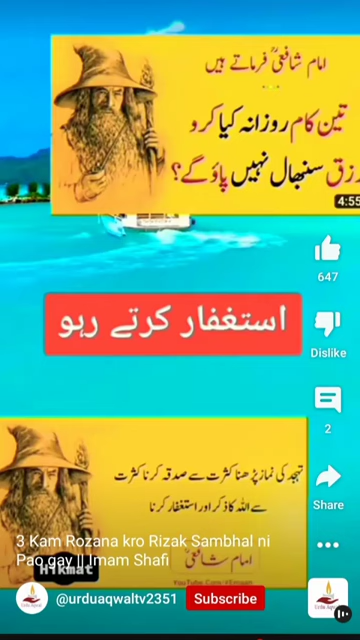 امام شافعیؒ فرماتے ہیں
تین کام روزانہ کیا کرو
رزق سنبھال نہیں پاؤ گے؟
4:55
647
استغفار کرتے رہو
Dislike
2
تہجد کی نماز پڑھنا کثرت سے صدقہ کرنا کثرت
سے اللہ کا ذکر اور استغفار کرنا
Share
3 Kam Rozana kro Rizak Sambhal ni
Pao gay || Imam Shafi
امام شافعیؒ
Hikmat
@urduaqwaltv2351
Subscribe